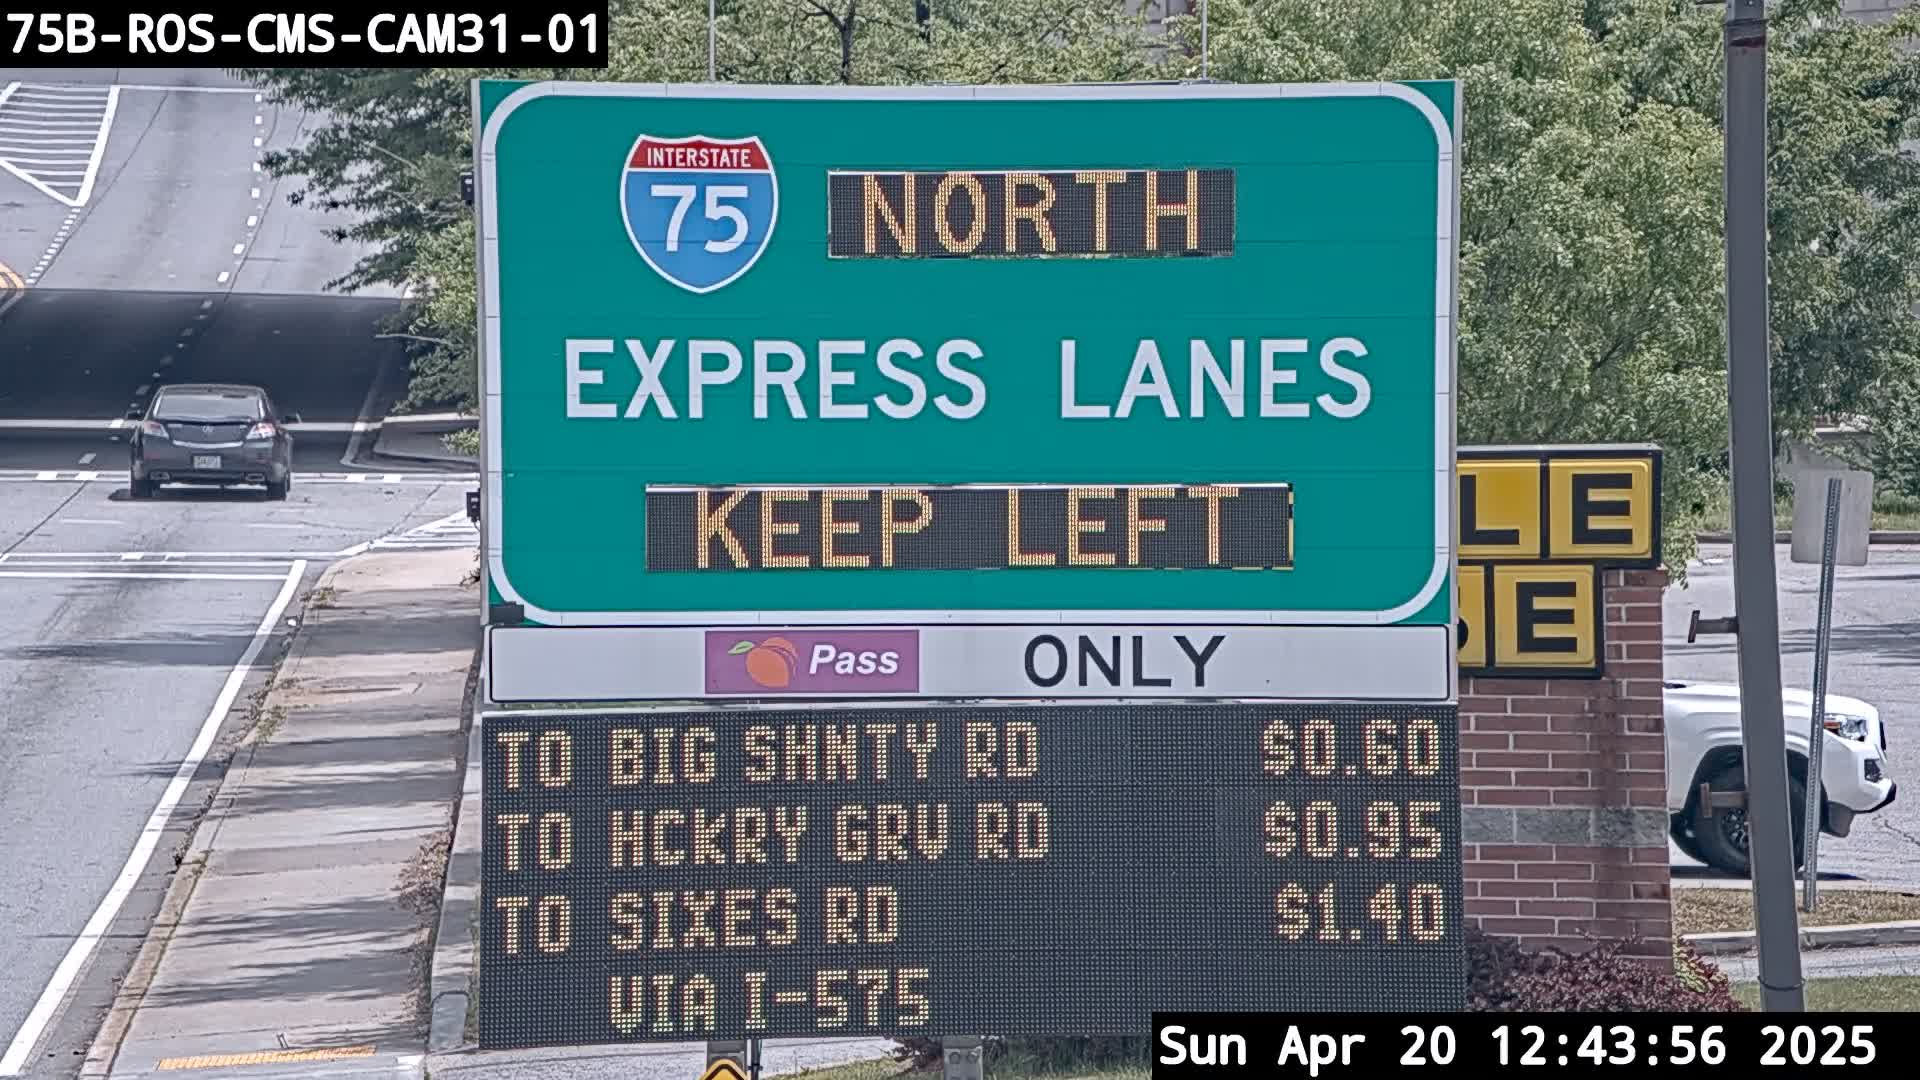 75B-ROS-CMS-CAM31-01
INTERSTATE
75
NORTH
EXPRESS LANES
KEEP LEFT
Pass ONLY
TO BIG SHNTY RD $0.60
TO HCKRY GRV RD $0.95
TO SIXES RD $1.40
VIA I-575
LE
E
Sun Apr 20 12:43:56 2025